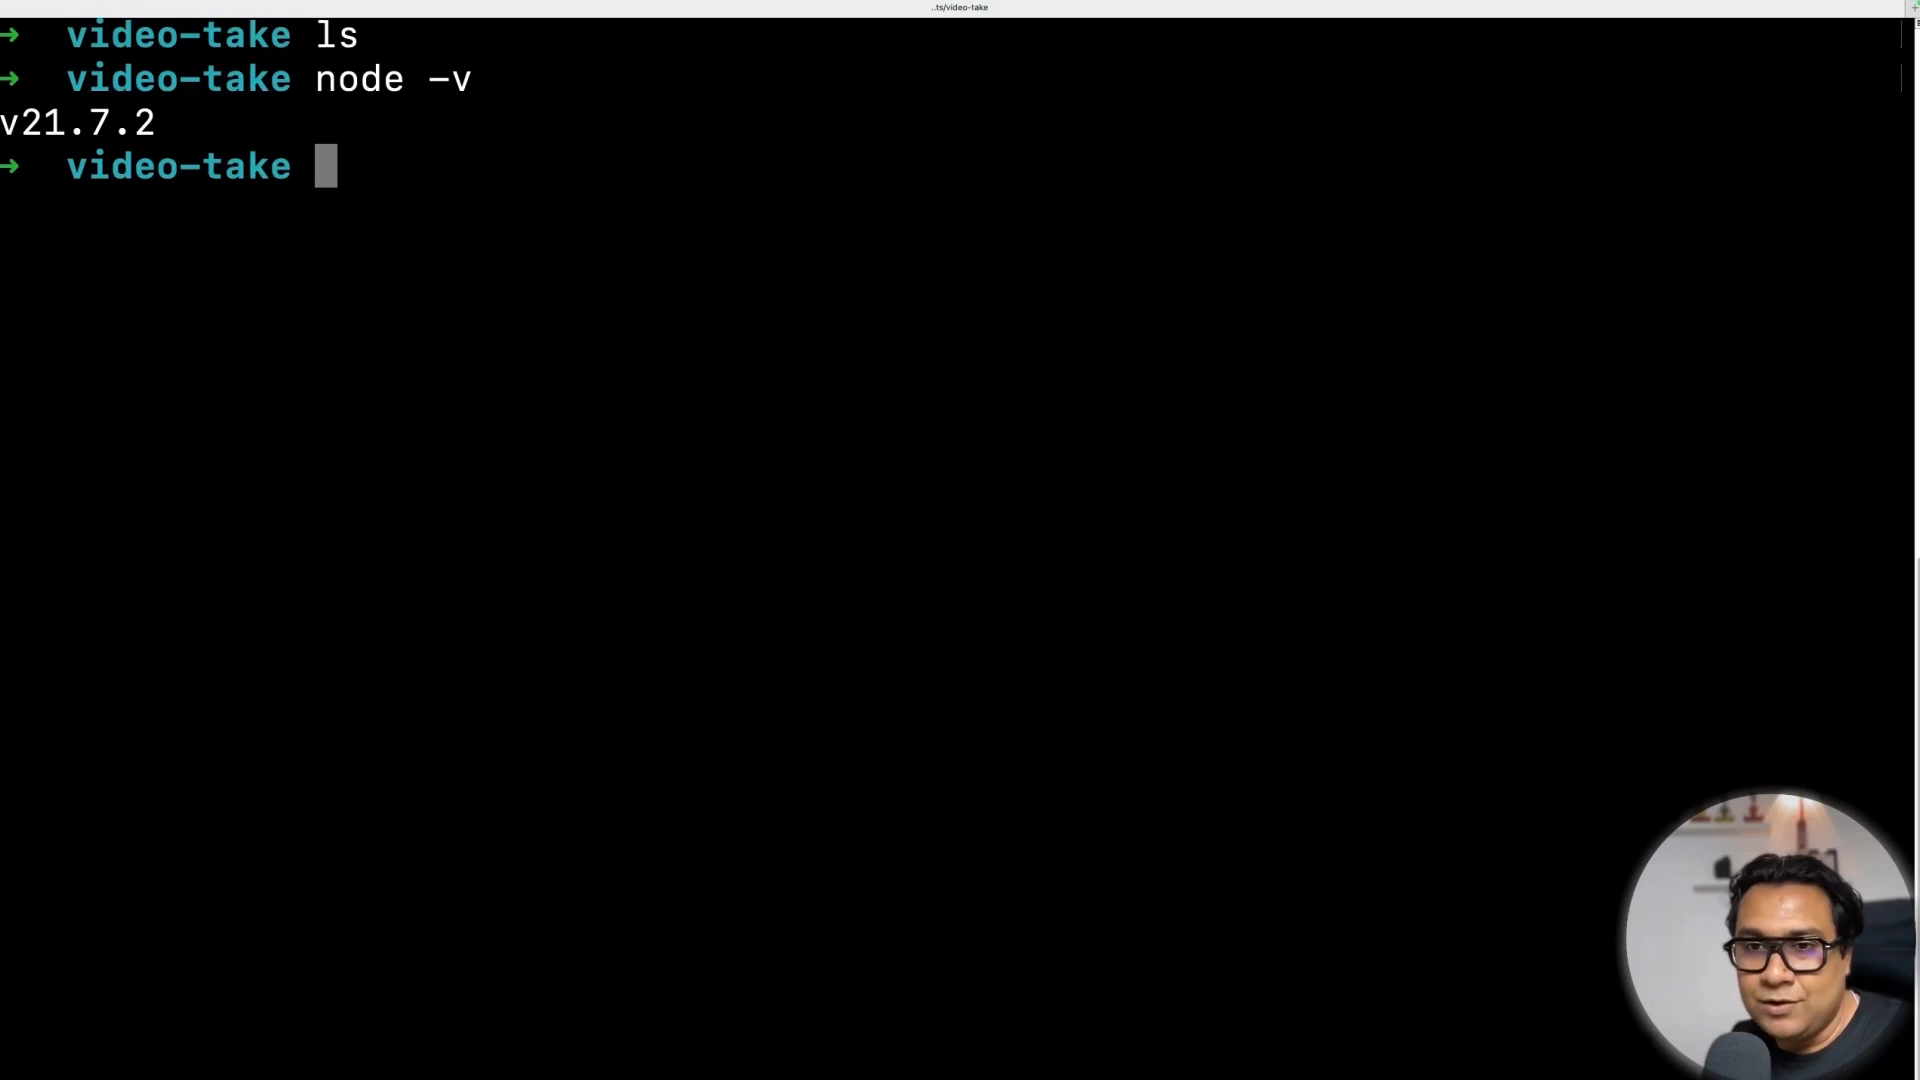 ..ts/video-take
→ video-take ls
→ video-take node -v
v21.7.2
→ video-take